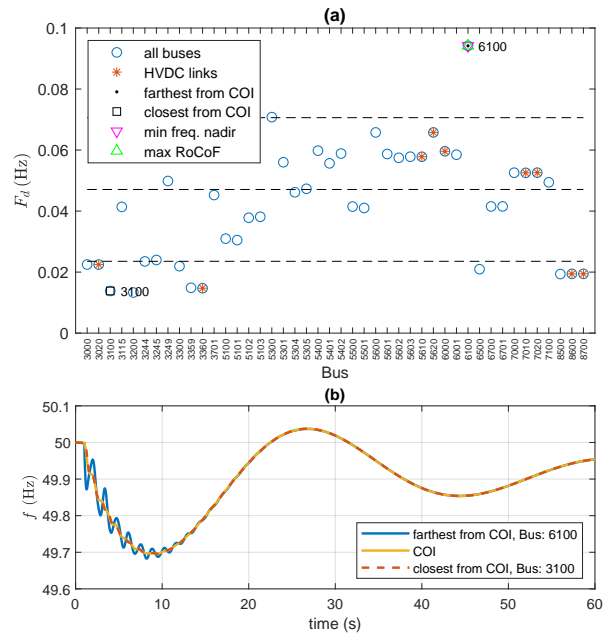 (a)
0.1
0.08
0.06
0.04
0.02
0
F_d (Hz)
all buses
HVDC links
farthest from COI
closest from COI
min freq. nadir
max RoCoF
6100
3100
3000 3020 3100 3115 3200 3244 3245 3249 3300 3359 3360 3701 5100 5101 5102 5103 5300 5301 5304 5305 5400 5401 5402 5500 5501 5600 5602 5603 5610 5620 6000 6001 6100 6500 6700 6701 7000 7010 7020 7100 8500 8600 8700
Bus
(b)
50.1
50
49.9
49.8
49.7
49.6
f (Hz)
farthest from COI, Bus: 6100
COI
closest from COI, Bus: 3100
0 10 20 30 40 50 60
time (s)